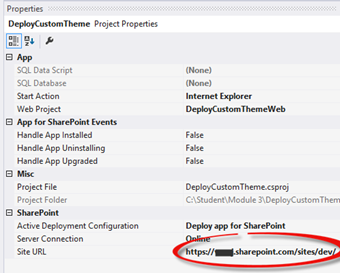 Properties
DeployCustomTheme Project Properties
App
SQL Data Script (None)
SQL Database (None)
Start Action Internet Explorer
Web Project DeployCustomThemeWeb
App for SharePoint Events
Handle App Installed False
Handle App Uninstalling False
Handle App Upgraded False
Misc
Project File DeployCustomTheme.csproj
Project Folder C:\Student\Module 3\DeployCustomThem
SharePoint
Active Deployment Configuration Deploy app for SharePoint
Server Connection Online
Site URL https:// .sharepoint.com/sites/dev/